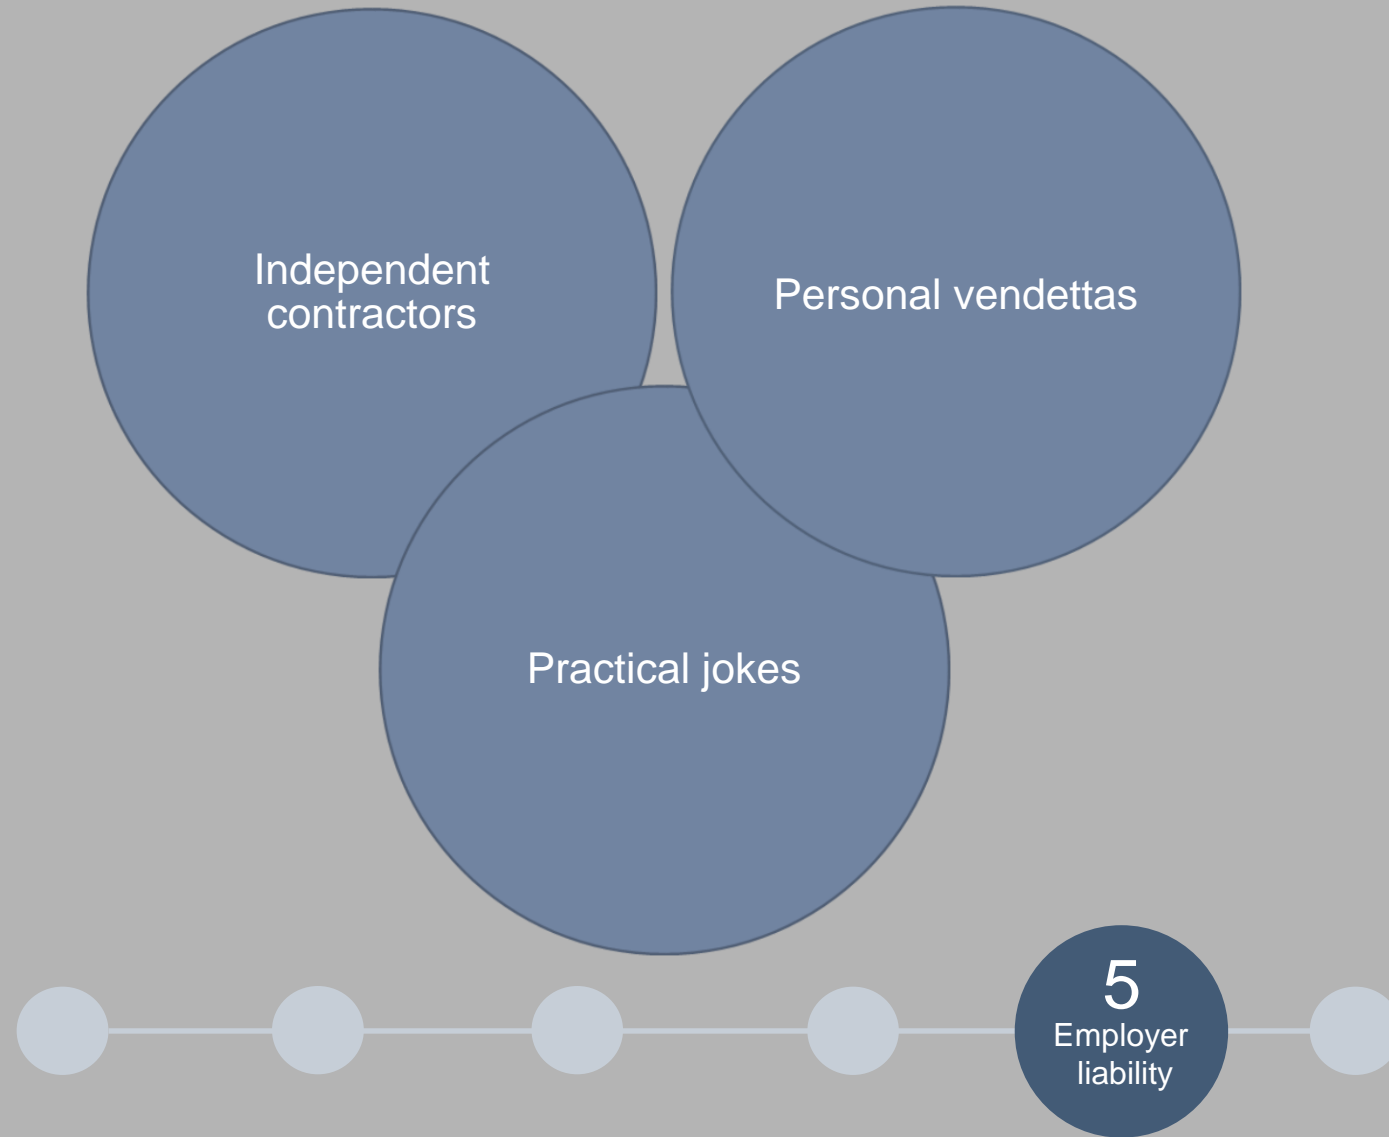 Independent
contractors
Personal vendettas
Practical jokes
5
Employer
liability